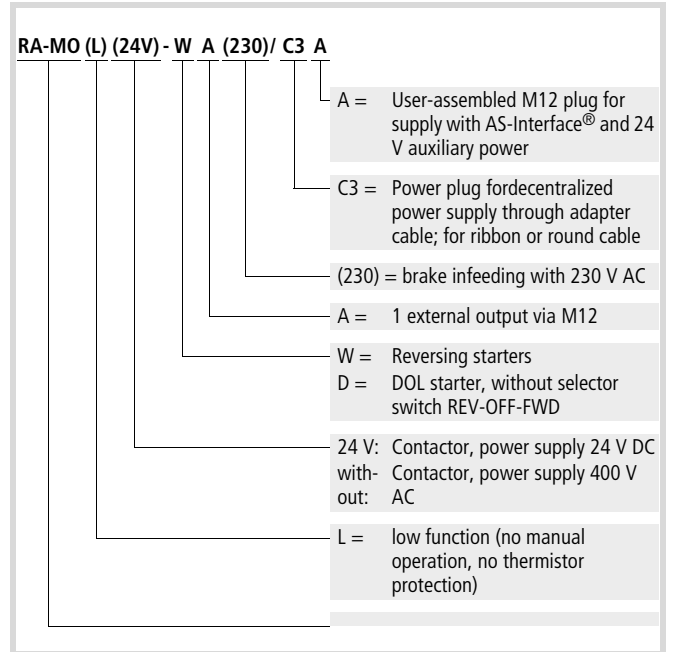 RA-MO (L) (24V) - W A (230)/ C3 A
A = User-assembled M12 plug for
supply with AS-Interface® and 24
V auxiliary power
C3 = Power plug fordecentralized
power supply through adapter
cable; for ribbon or round cable
(230) = brake infeeding with 230 V AC
A = 1 external output via M12
W = Reversing starters
D = DOL starter, without selector
switch REV-OFF-FWD
24 V: Contactor, power supply 24 V DC
with- Contactor, power supply 400 V
out: AC
L = low function (no manual
operation, no thermistor
protection)